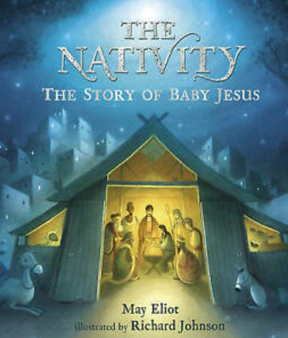 THE
NATIVITY
THE STORY OF BABY JESUS
May Eliot
illustrated by Richard Johnson